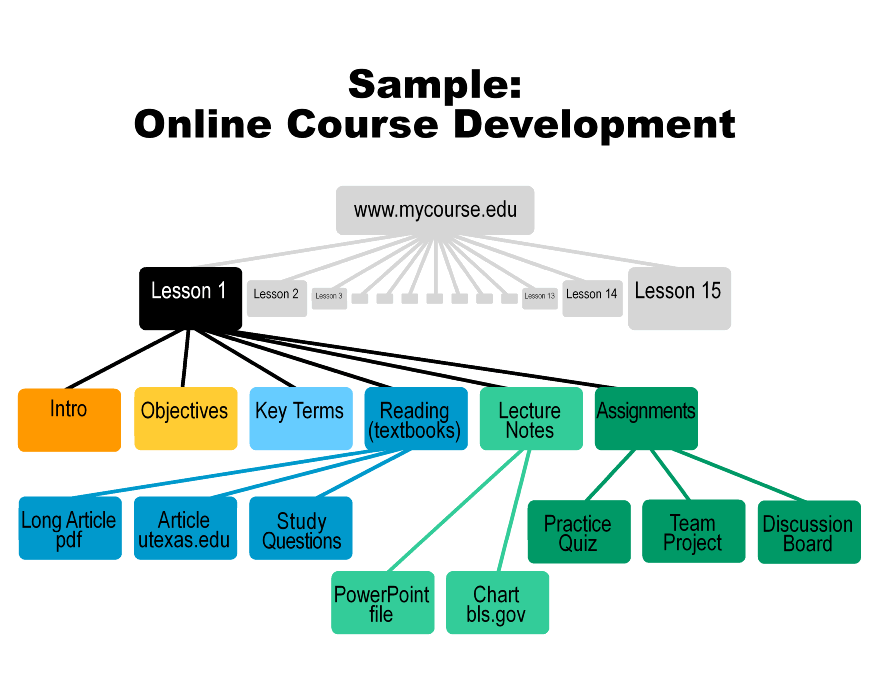 Sample:
Online Course Development
www.mycourse.edu
Lesson 1
Lesson 2
Lesson 3
Lesson 13
Lesson 14
Lesson 15
Intro
Objectives
Key Terms
Reading
(textbooks)
Lecture
Notes
Assignments
Long Article
pdf
Article
utexas.edu
Study
Questions
Practice
Quiz
Team
Project
Discussion
Board
PowerPoint
file
Chart
bls.gov